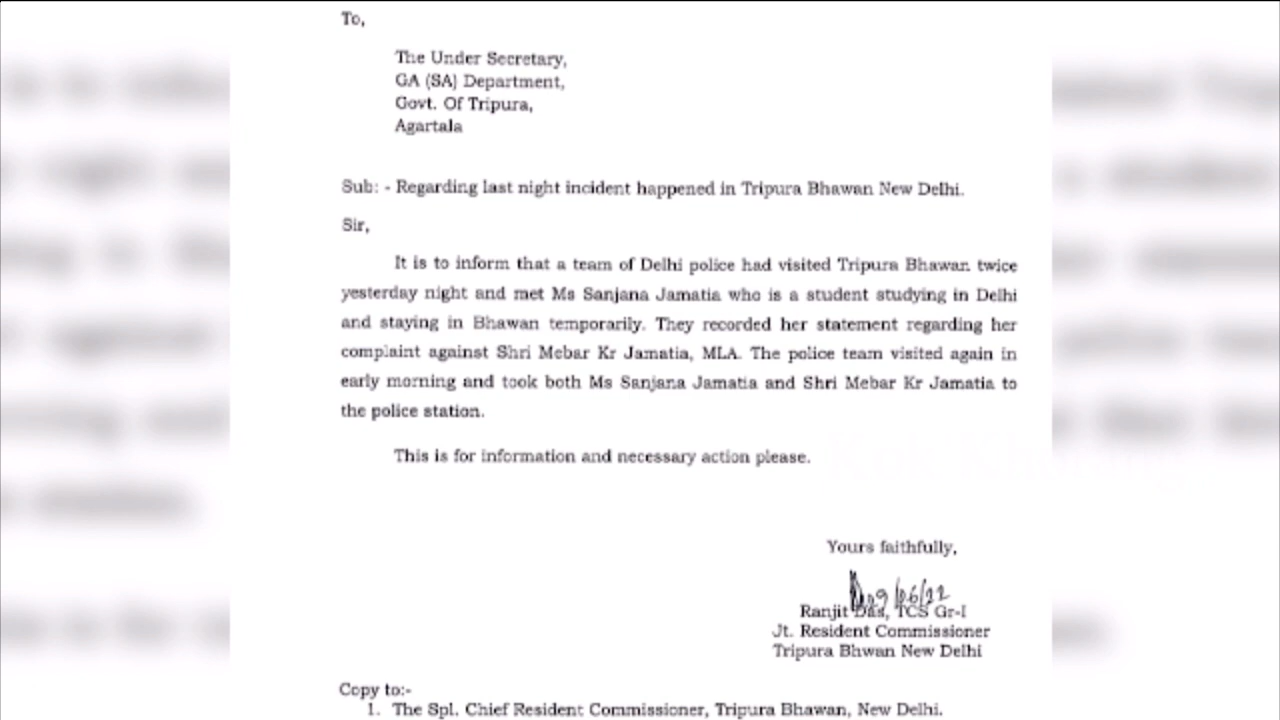 To,
The Under Secretary,
GA (SA) Department,
Govt. Of Tripura,
Agartala
Sub: - Regarding last night incident happened in Tripura Bhawan New Delhi.
Sir,
It is to inform that a team of Delhi police had visited Tripura Bhawan twice
yesterday night and met Ms Sanjana Jamatia who is a student studying in Delhi
and staying in Bhawan temporarily. They recorded her statement regarding her
complaint against Shri Mebar Kr Jamatia, MLA. The police team visited again in
early morning and took both Ms Sanjana Jamatia and Shri Mebar Kr Jamatia to
the police station.
This is for information and necessary action please.
Yours faithfully,
9/06/22
Ranjit Das, TCS Gr-I
Jt. Resident Commissioner
Tripura Bhwan New Delhi
Copy to:-
1. The Spl. Chief Resident Commissioner, Tripura Bhawan, New Delhi.